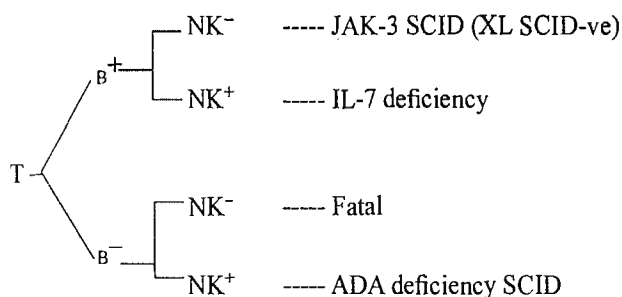 NK⁻ ----- JAK-3 SCID (XL SCID-ve)
B⁺
NK⁺ ----- IL-7 deficiency
T-
NK⁻ ----- Fatal
B⁻
NK⁺ ----- ADA deficiency SCID